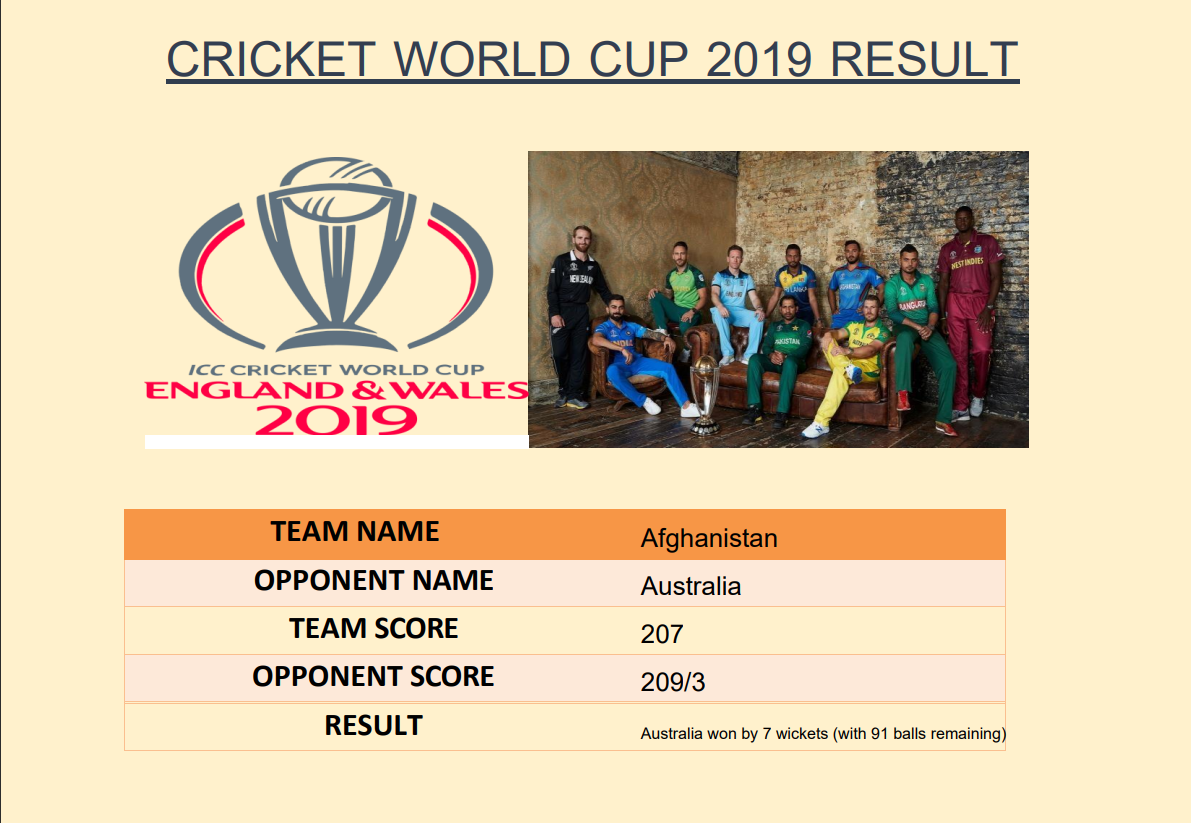 CRICKET WORLD CUP 2019 RESULT
ICC CRICKET WORLD CUP
ENGLAND & WALES
2019
NEW ZEALAND
INDIA
ENGLAND
SRI LANKA
AFGHANISTAN
PAKISTAN
BANGLADESH
WEST INDIES
TEAM NAME Afghanistan
OPPONENT NAME Australia
TEAM SCORE 207
OPPONENT SCORE 209/3
RESULT Australia won by 7 wickets (with 91 balls remaining)